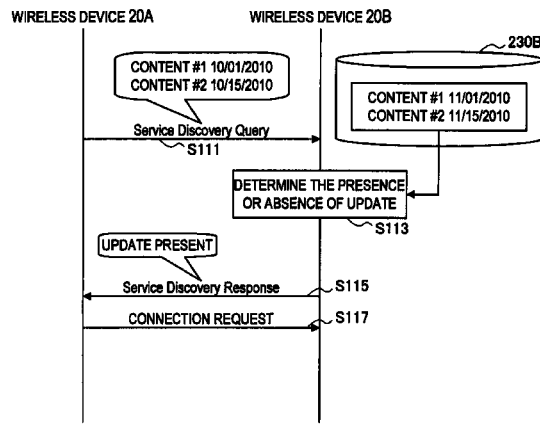 WIRELESS DEVICE 20A
WIRELESS DEVICE 20B
230B
CONTENT #1 10/01/2010
CONTENT #2 10/15/2010
CONTENT #1 11/01/2010
CONTENT #2 11/15/2010
Service Discovery Query
S111
DETERMINE THE PRESENCE
OR ABSENCE OF UPDATE
S113
UPDATE PRESENT
Service Discovery Response
S115
CONNECTION REQUEST
S117